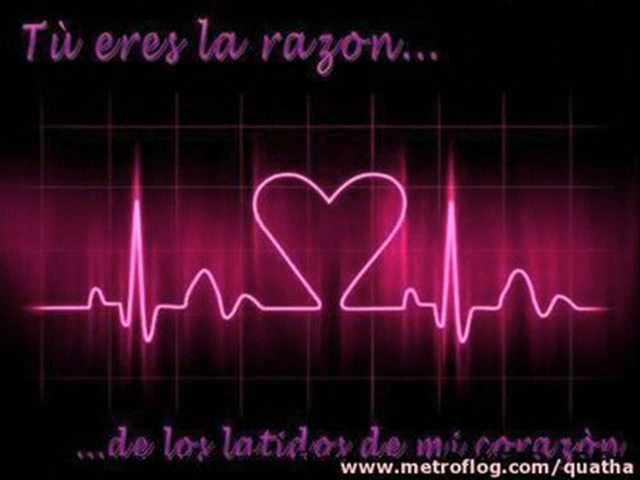 Tù eres la razon...
...de los latidos de mi corazòn
www.metroflog.com/quatha